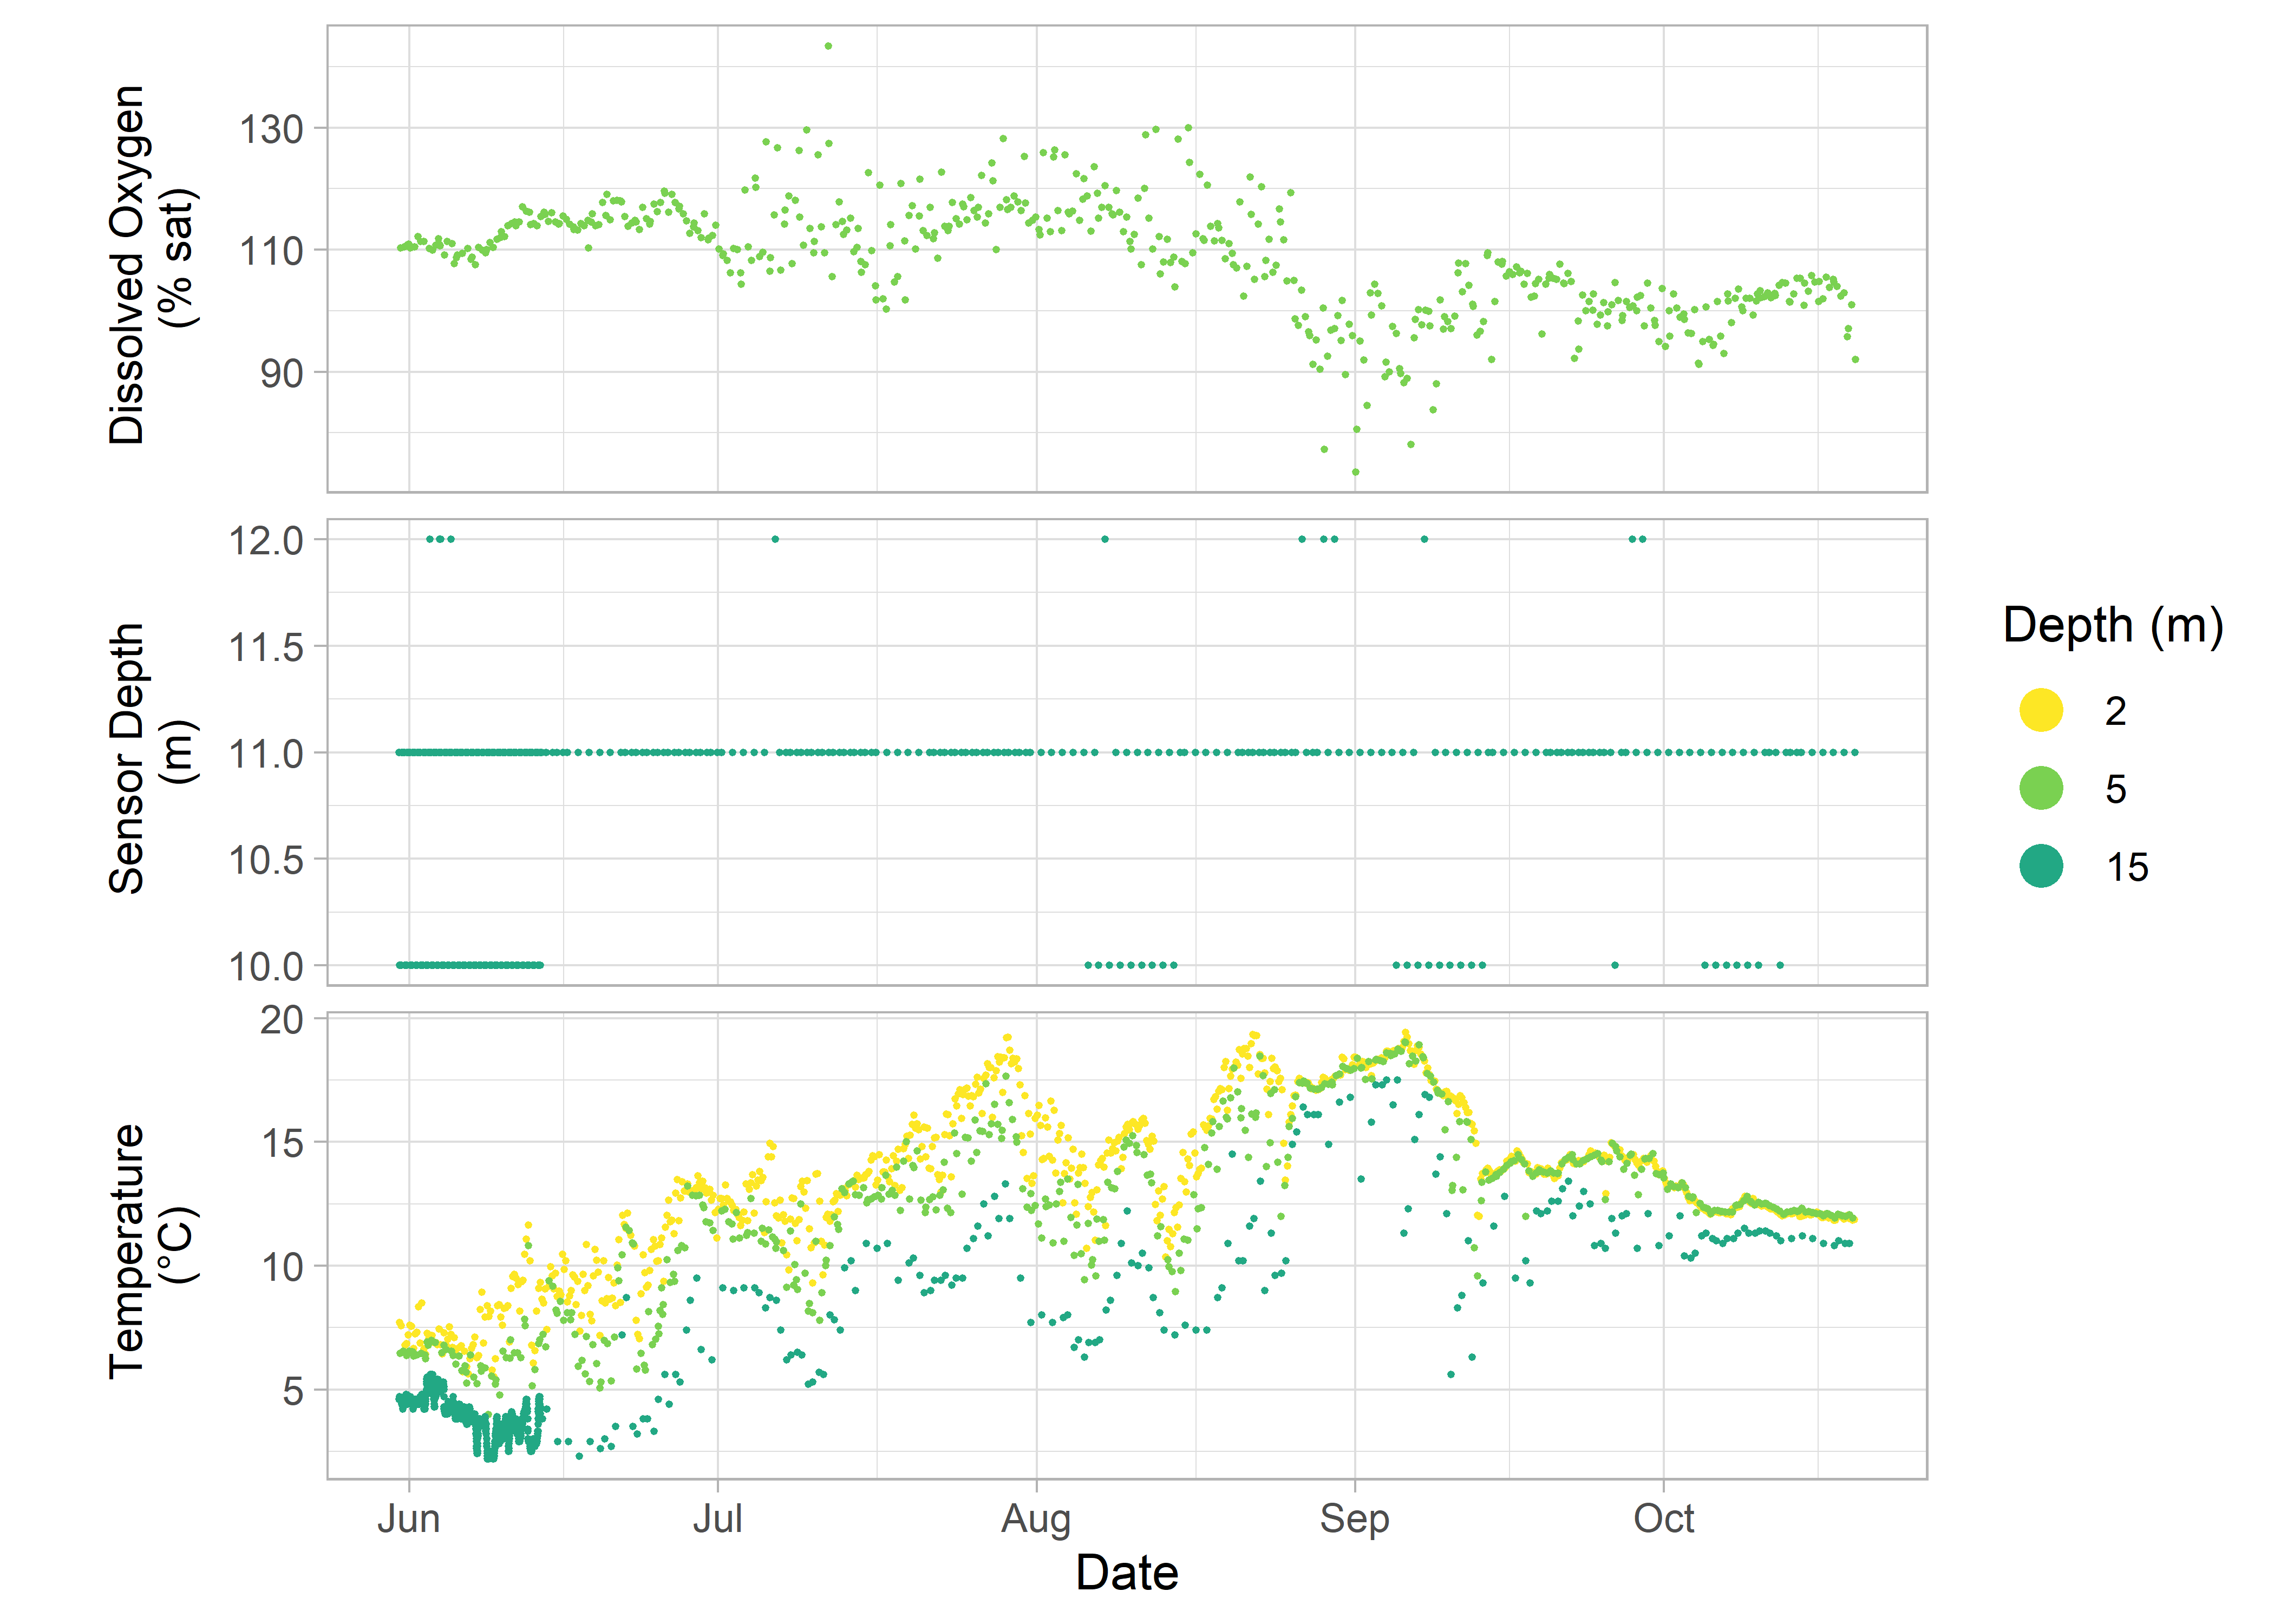 Dissolved Oxygen
(% sat)
130
110
90
Sensor Depth
(m)
12.0
11.5
11.0
10.5
10.0
Temperature
(°C)
20
15
10
5
Jun Jul Aug Sep Oct
Date
Depth (m)
2
5
15